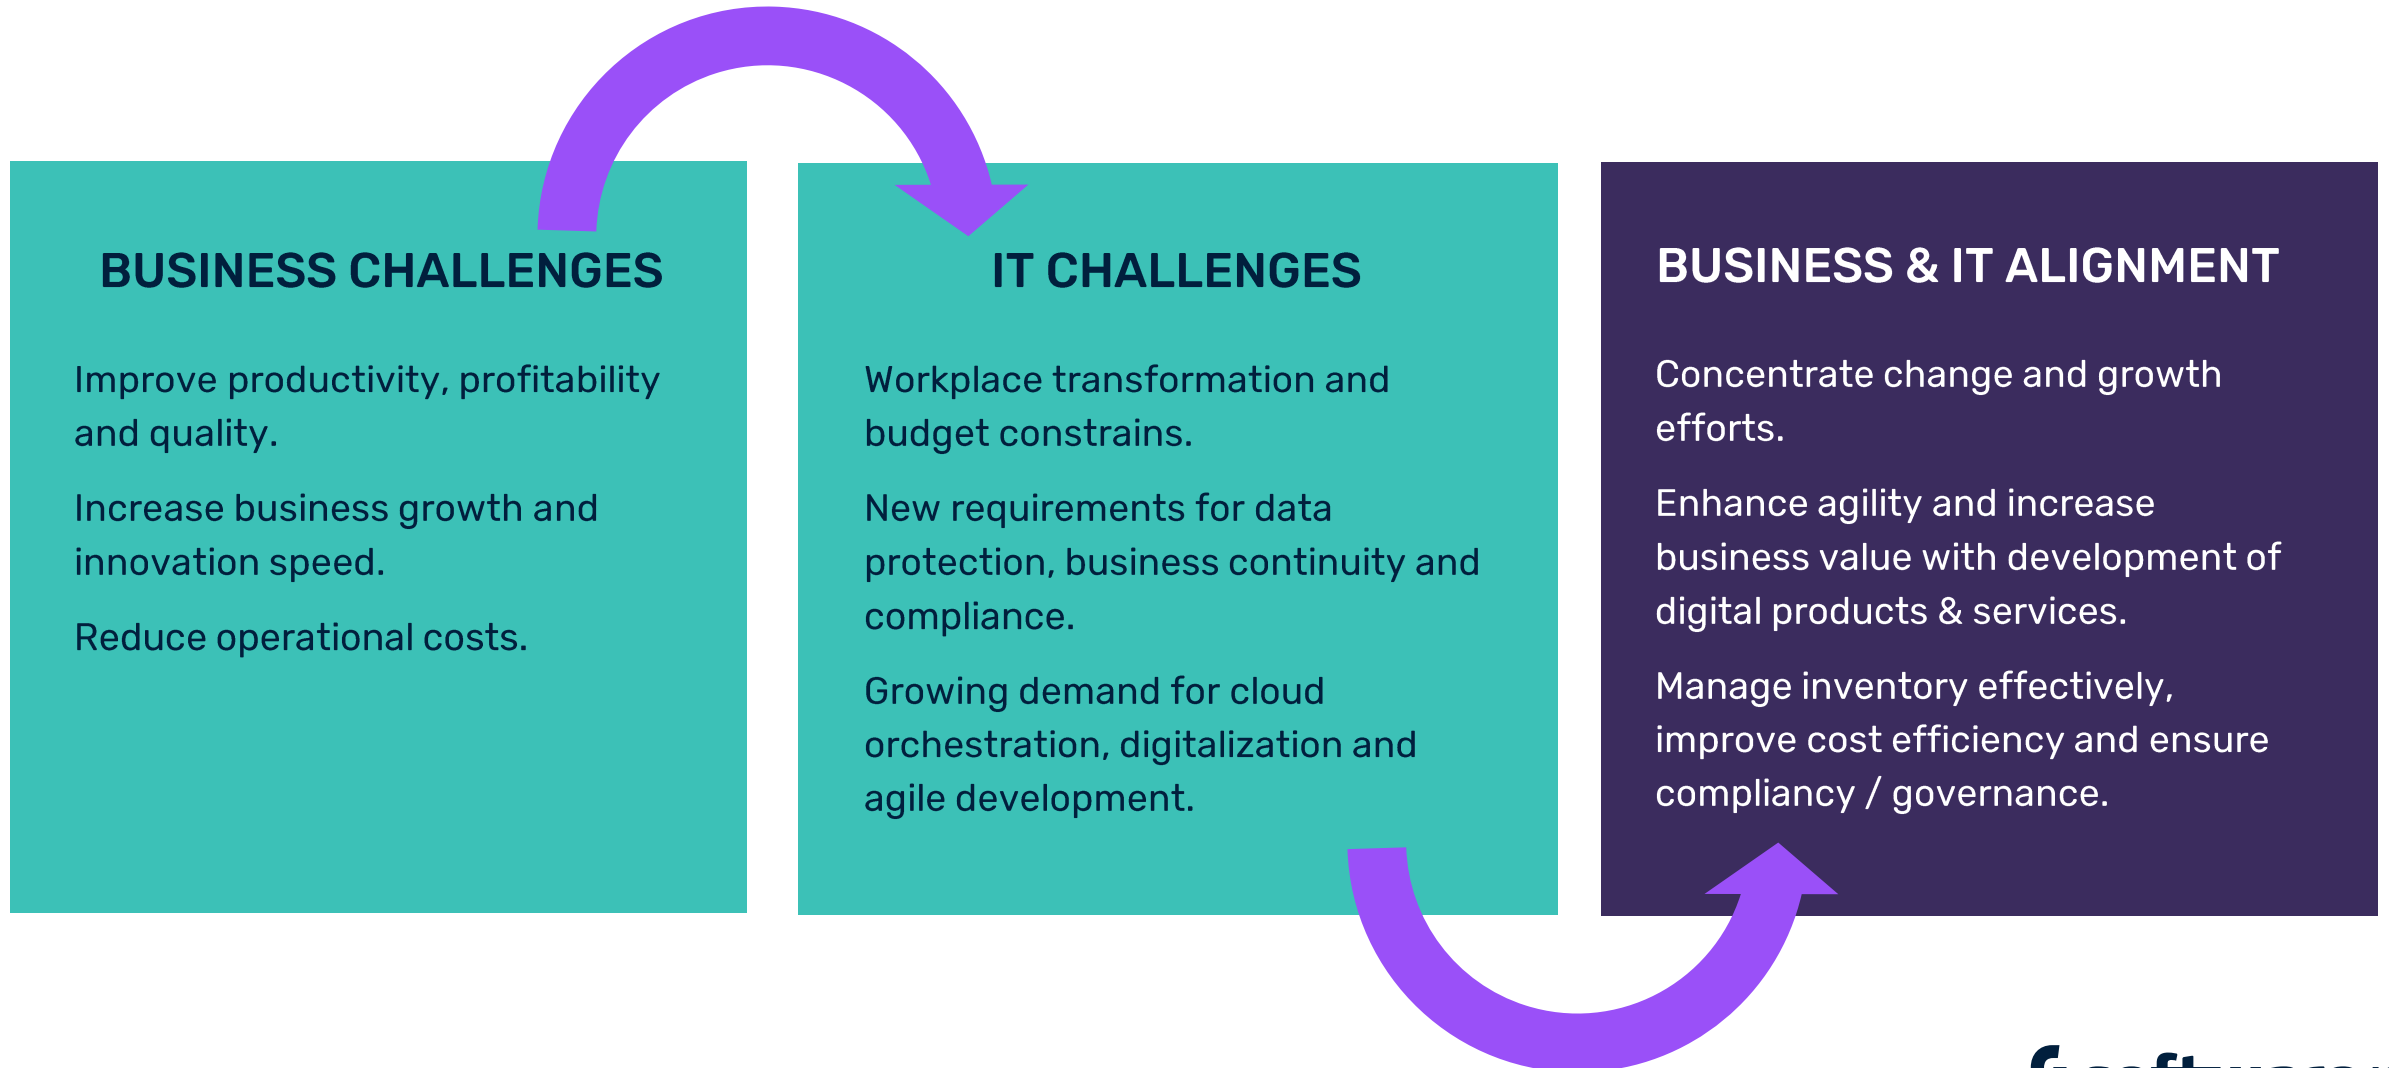 BUSINESS CHALLENGES
Improve productivity, profitability
and quality.
Increase business growth and
innovation speed.
Reduce operational costs.
IT CHALLENGES
Workplace transformation and
budget constrains.
New requirements for data
protection, business continuity and
compliance.
Growing demand for cloud
orchestration, digitalization and
agile development.
BUSINESS & IT ALIGNMENT
Concentrate change and growth
efforts.
Enhance agility and increase
business value with development of
digital products & services.
Manage inventory effectively,
improve cost efficiency and ensure
compliancy / governance.